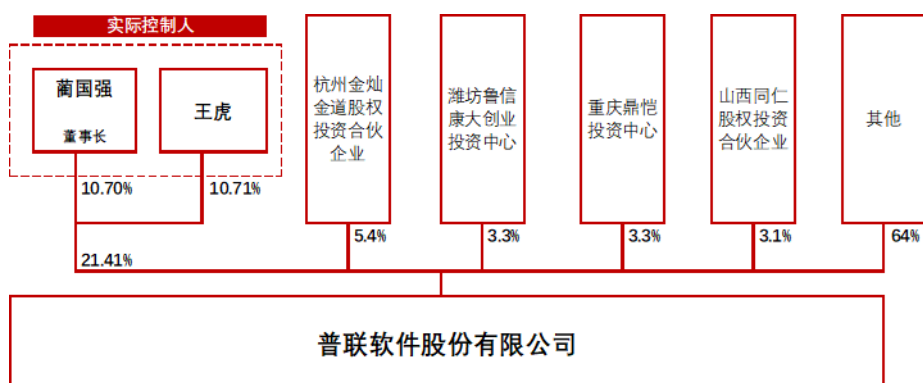 实际控制人
蔺国强
董事长
王虎
杭州金灿
金道股权
投资合伙
企业
潍坊鲁信
康大创业
投资中心
重庆鼎恺
投资中心
山西同仁
股权投资
合伙企业
其他
10.70%
10.71%
5.4%
3.3%
3.3%
3.1%
64%
21.41%
普联软件股份有限公司